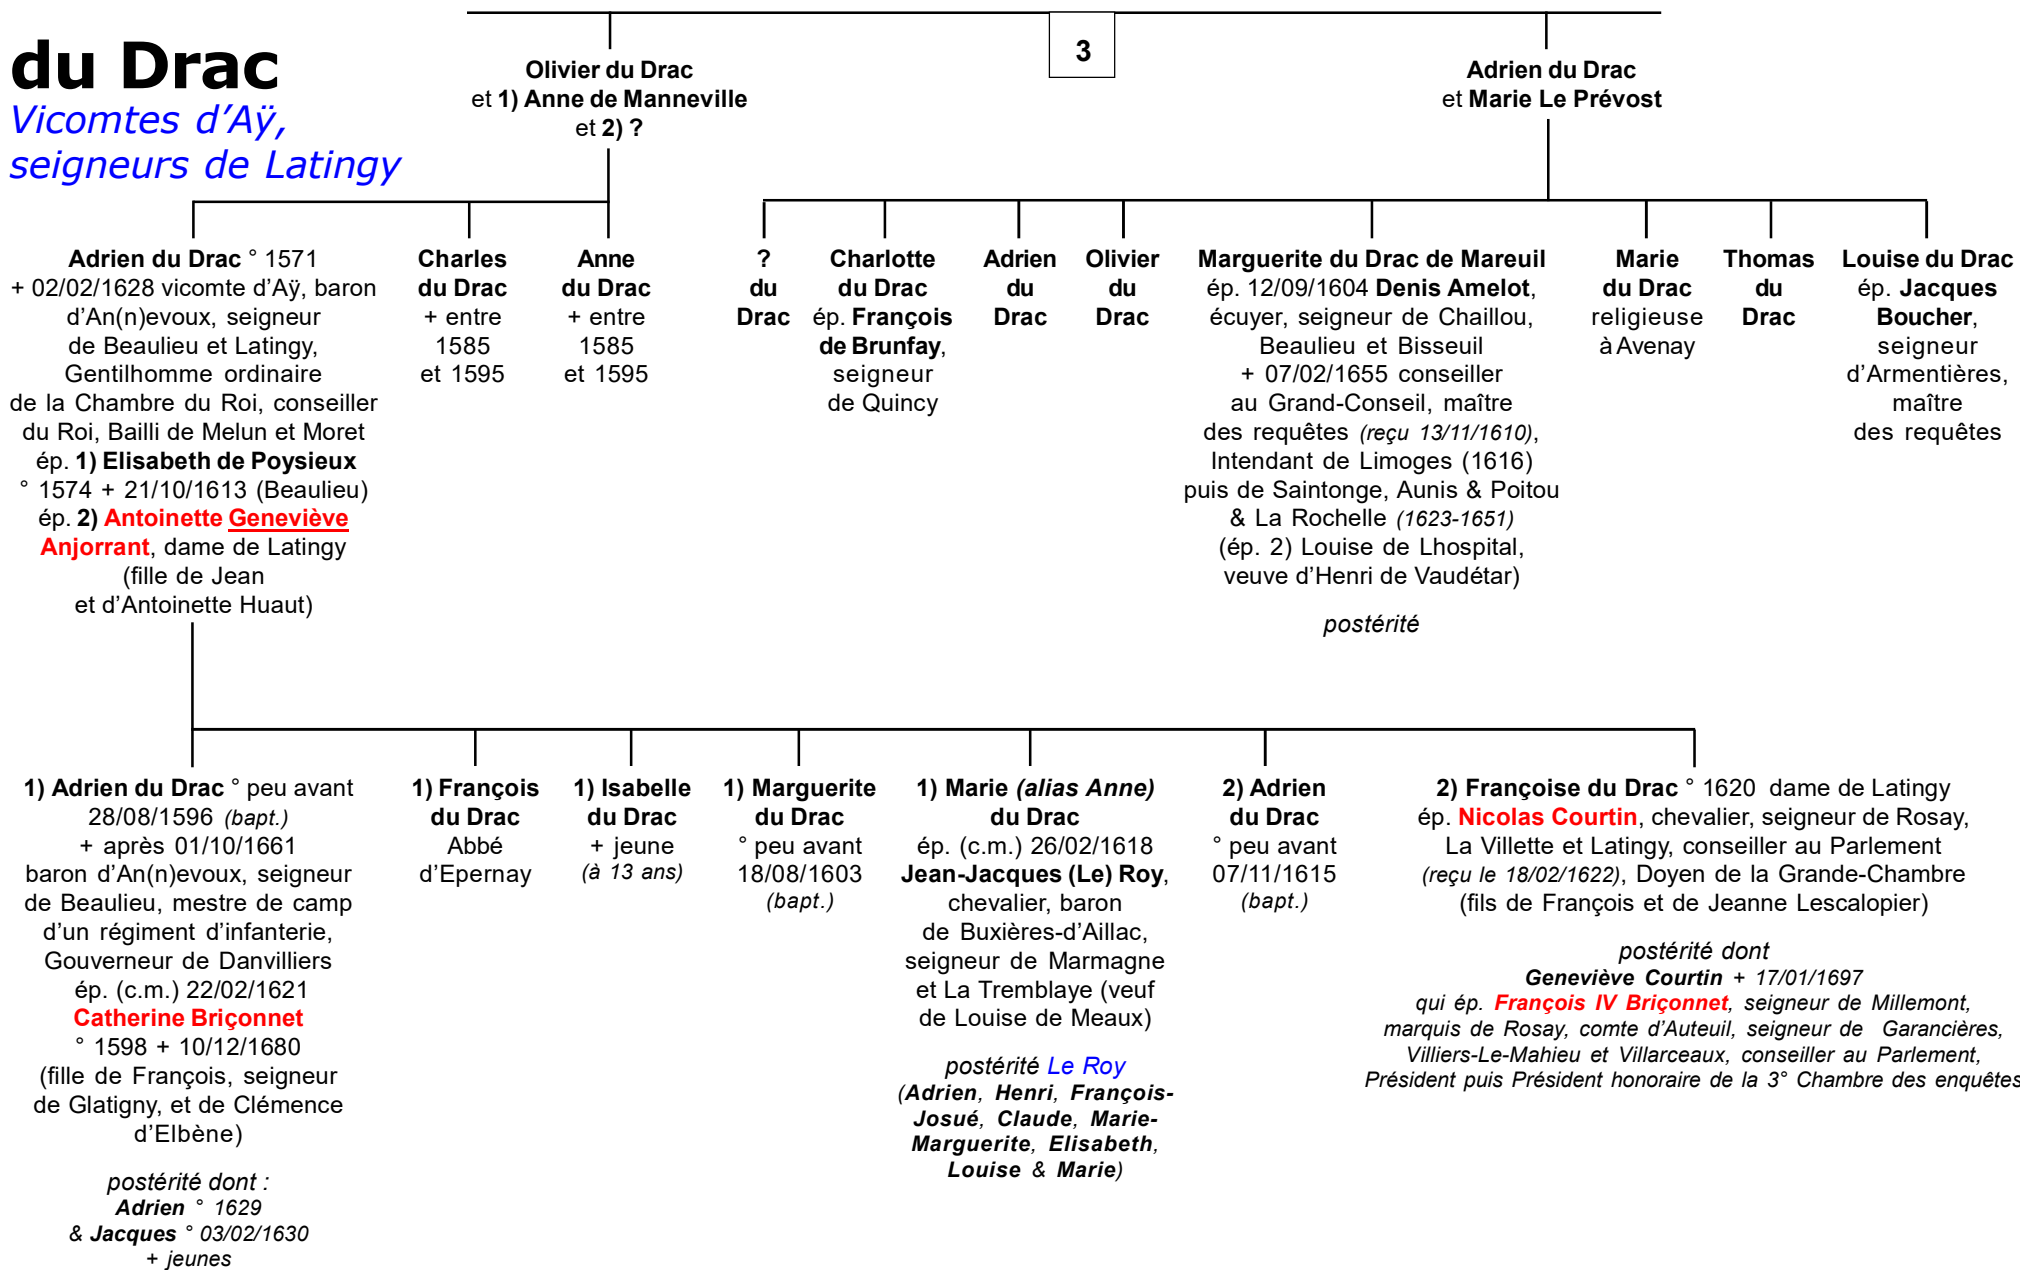 du Drac
Vicomtes d'Aÿ,
seigneurs de Latingy
3
Olivier du Drac
et 1) Anne de Manneville
et 2) ?
Adrien du Drac
et Marie Le Prévost
Adrien du Drac ° 1571
+ 02/02/1628 vicomte d'Aÿ, baron
d'An(n)evoux, seigneur
de Beaulieu et Latingy,
Gentilhomme ordinaire
de la Chambre du Roi, conseiller
du Roi, Bailli de Melun et Moret
ép. 1) Elisabeth de Poysieux
° 1574 + 21/10/1613 (Beaulieu)
ép. 2) Antoinette Geneviève
Anjorrant, dame de Latingy
(fille de Jean
et d'Antoinette Huaut)
Charles
du Drac
+ entre
1585
et 1595
Anne
du Drac
+ entre
1585
et 1595
?
du
Drac
Charlotte
du Drac
ép. François
de Brunfay,
seigneur
de Quincy
Adrien
du
Drac
Olivier
du
Drac
Marguerite du Drac de Mareuil
ép. 12/09/1604 Denis Amelot,
écuyer, seigneur de Chaillou,
Beaulieu et Bisseuil
+ 07/02/1655 conseiller
au Grand-Conseil, maître
des requêtes (reçu 13/11/1610),
Intendant de Limoges (1616)
puis de Saintonge, Aunis & Poitou
& La Rochelle (1623-1651)
(ép. 2) Louise de Lhospital,
veuve d'Henri de Vaudétar)
postérité
Marie
du Drac
religieuse
à Avenay
Thomas
du
Drac
Louise du Drac
ép. Jacques
Boucher,
seigneur
d'Armentières,
maître
des requêtes
1) Adrien du Drac ° peu avant
28/08/1596 (bapt.)
+ après 01/10/1661
baron d'An(n)evoux, seigneur
de Beaulieu, mestre de camp
d'un régiment d'infanterie,
Gouverneur de Danvilliers
ép. (c.m.) 22/02/1621
Catherine Briçonnet
° 1598 + 10/12/1680
(fille de François, seigneur
de Glatigny, et de Clémence
d'Elbène)
postérité dont :
Adrien ° 1629
& Jacques ° 03/02/1630
+ jeunes
1) François
du Drac
Abbé
d'Epernay
1) Isabelle
du Drac
+ jeune
(à 13 ans)
1) Marguerite
du Drac
° peu avant
18/08/1603
(bapt.)
1) Marie (alias Anne)
du Drac
ép. (c.m.) 26/02/1618
Jean-Jacques (Le) Roy,
chevalier, baron
de Buxières-d'Aillac,
seigneur de Marmagne
et La Tremblaye (veuf
de Louise de Meaux)
postérité Le Roy
(Adrien, Henri, François-
Josué, Claude, Marie-
Marguerite, Elisabeth,
Louise & Marie)
2) Adrien
du Drac
° peu avant
07/11/1615
(bapt.)
2) Françoise du Drac ° 1620 dame de Latingy
ép. Nicolas Courtin, chevalier, seigneur de Rosay,
La Villette et Latingy, conseiller au Parlement
(reçu le 18/02/1622), Doyen de la Grande-Chambre
(fils de François et de Jeanne Lescalopier)
postérité dont
Geneviève Courtin + 17/01/1697
qui ép. François IV Briçonnet, seigneur de Millemont,
marquis de Rosay, comte d'Auteuil, seigneur de Garancières,
Villiers-Le-Mahieu et Villarceaux, conseiller au Parlement,
Président puis Président honoraire de la 3° Chambre des enquêtes